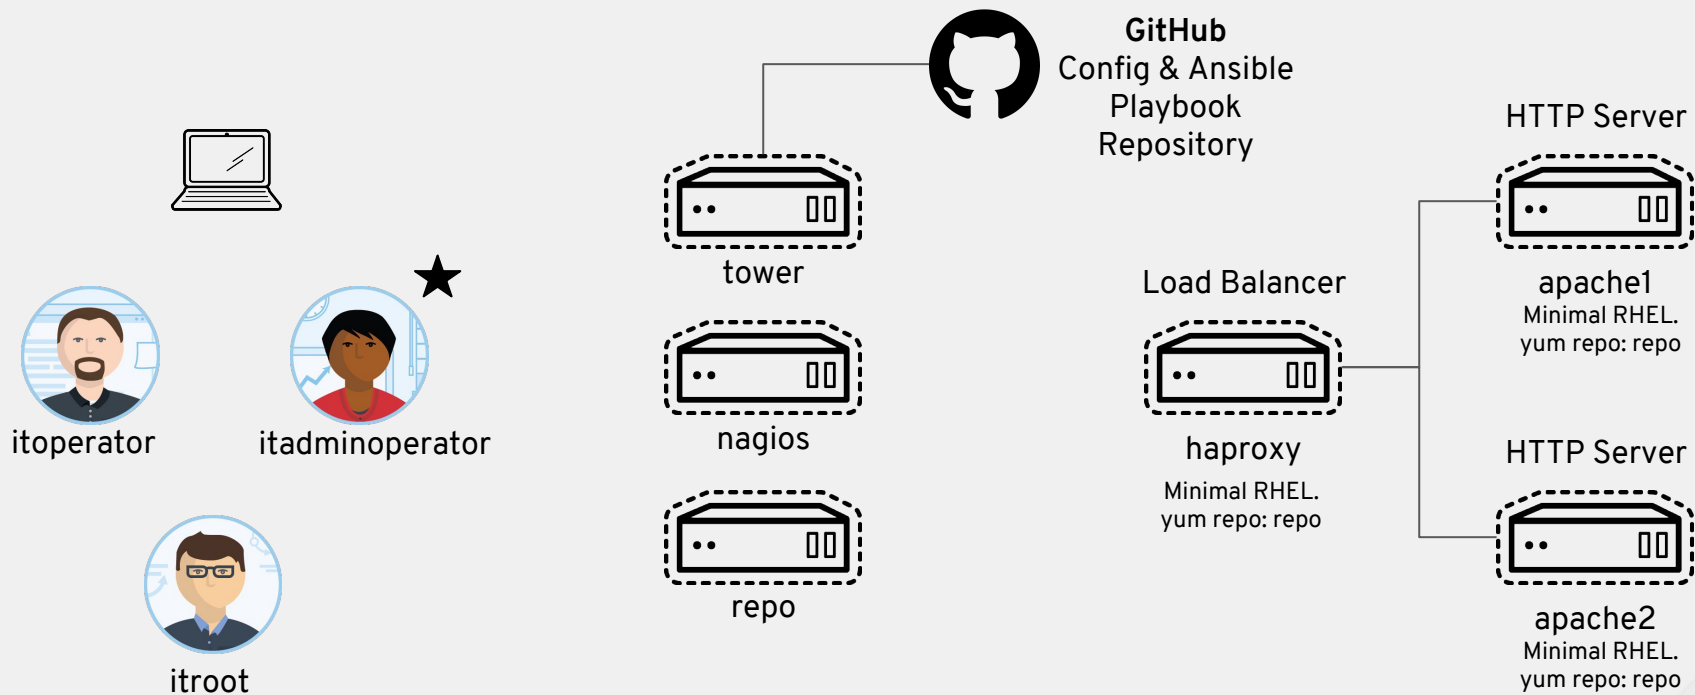 GitHub
Config & Ansible
Playbook
Repository
HTTP Server
tower
Load Balancer
apache1
Minimal RHEL.
yum repo: repo
itoperator
itadminoperator
nagios
haproxy
Minimal RHEL.
yum repo: repo
HTTP Server
repo
apache2
Minimal RHEL.
yum repo: repo
itroot